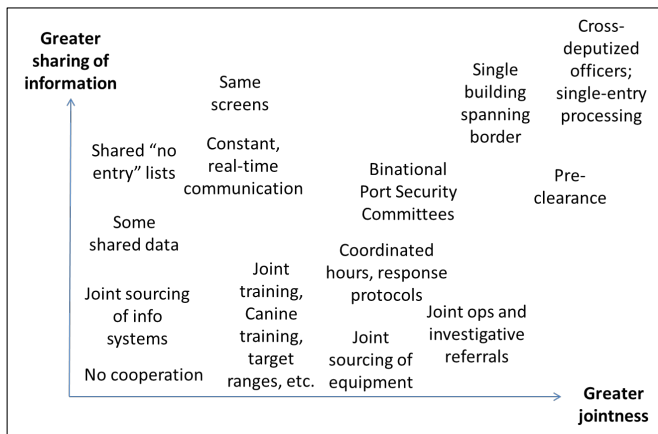 Greater
sharing of
information
Cross-
deputized
officers;
single-entry
processing
Same
screens
Single
building
spanning
border
Shared “no
entry” lists
Constant,
real-time
communication
Binational
Port Security
Committees
Pre-
clearance
Some
shared data
Coordinated
hours, response
protocols
Joint sourcing
of info
systems
Joint
training,
Canine
training,
target
ranges, etc.
Joint ops and
investigative
referrals
Joint
sourcing of
equipment
No cooperation
Greater
jointness